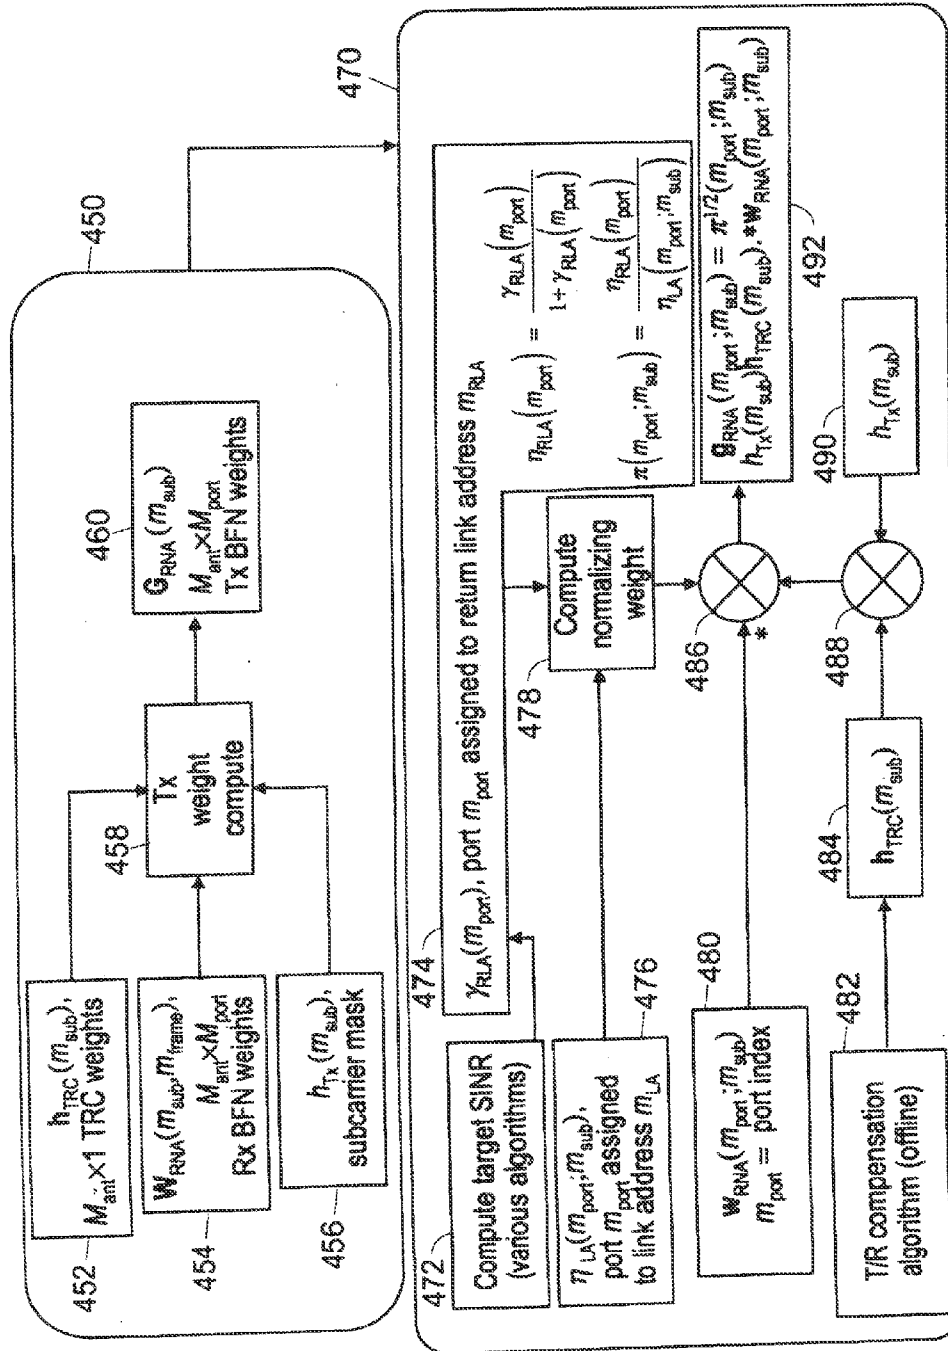 450
h_TRC(m_sub),
M_ant×1 TRC weights
452
W_RNA(m_sub, m_frame),
M_ant×M_port
Rx BFN weights
454
h_Tx(m_sub),
subcarrier mask
456
458
Tx
weight
compute
460
G_RNA(m_sub)
M_ant×M_port
Tx BFN weights
470
472
Compute target SINR
(various algorithms)
474
γ_RLA(m_port), port m_port assigned to return link address m_RLA
η_RLA(m_port) = γ_RLA(m_port) / 1+γ_RLA(m_port)
π(m_port;m_sub) = η_RLA(m_port) / η_LA(m_port;m_sub)
η_LA(m_port;m_sub),
port m_port assigned
to link address m_LA
476
478
Compute
normalizing
weight
w_RNA(m_port;m_sub)
m_port = port index
480
486
*
g_RNA(m_port;m_sub) = π^1/2(m_port;m_sub)
h_Tx(m_sub)h_TRC(m_sub).*w_RNA(m_port;m_sub)
492
T/R compensation
algorithm (offline)
482
484
h_TRC(m_sub)
488
490
h_Tx(m_sub)